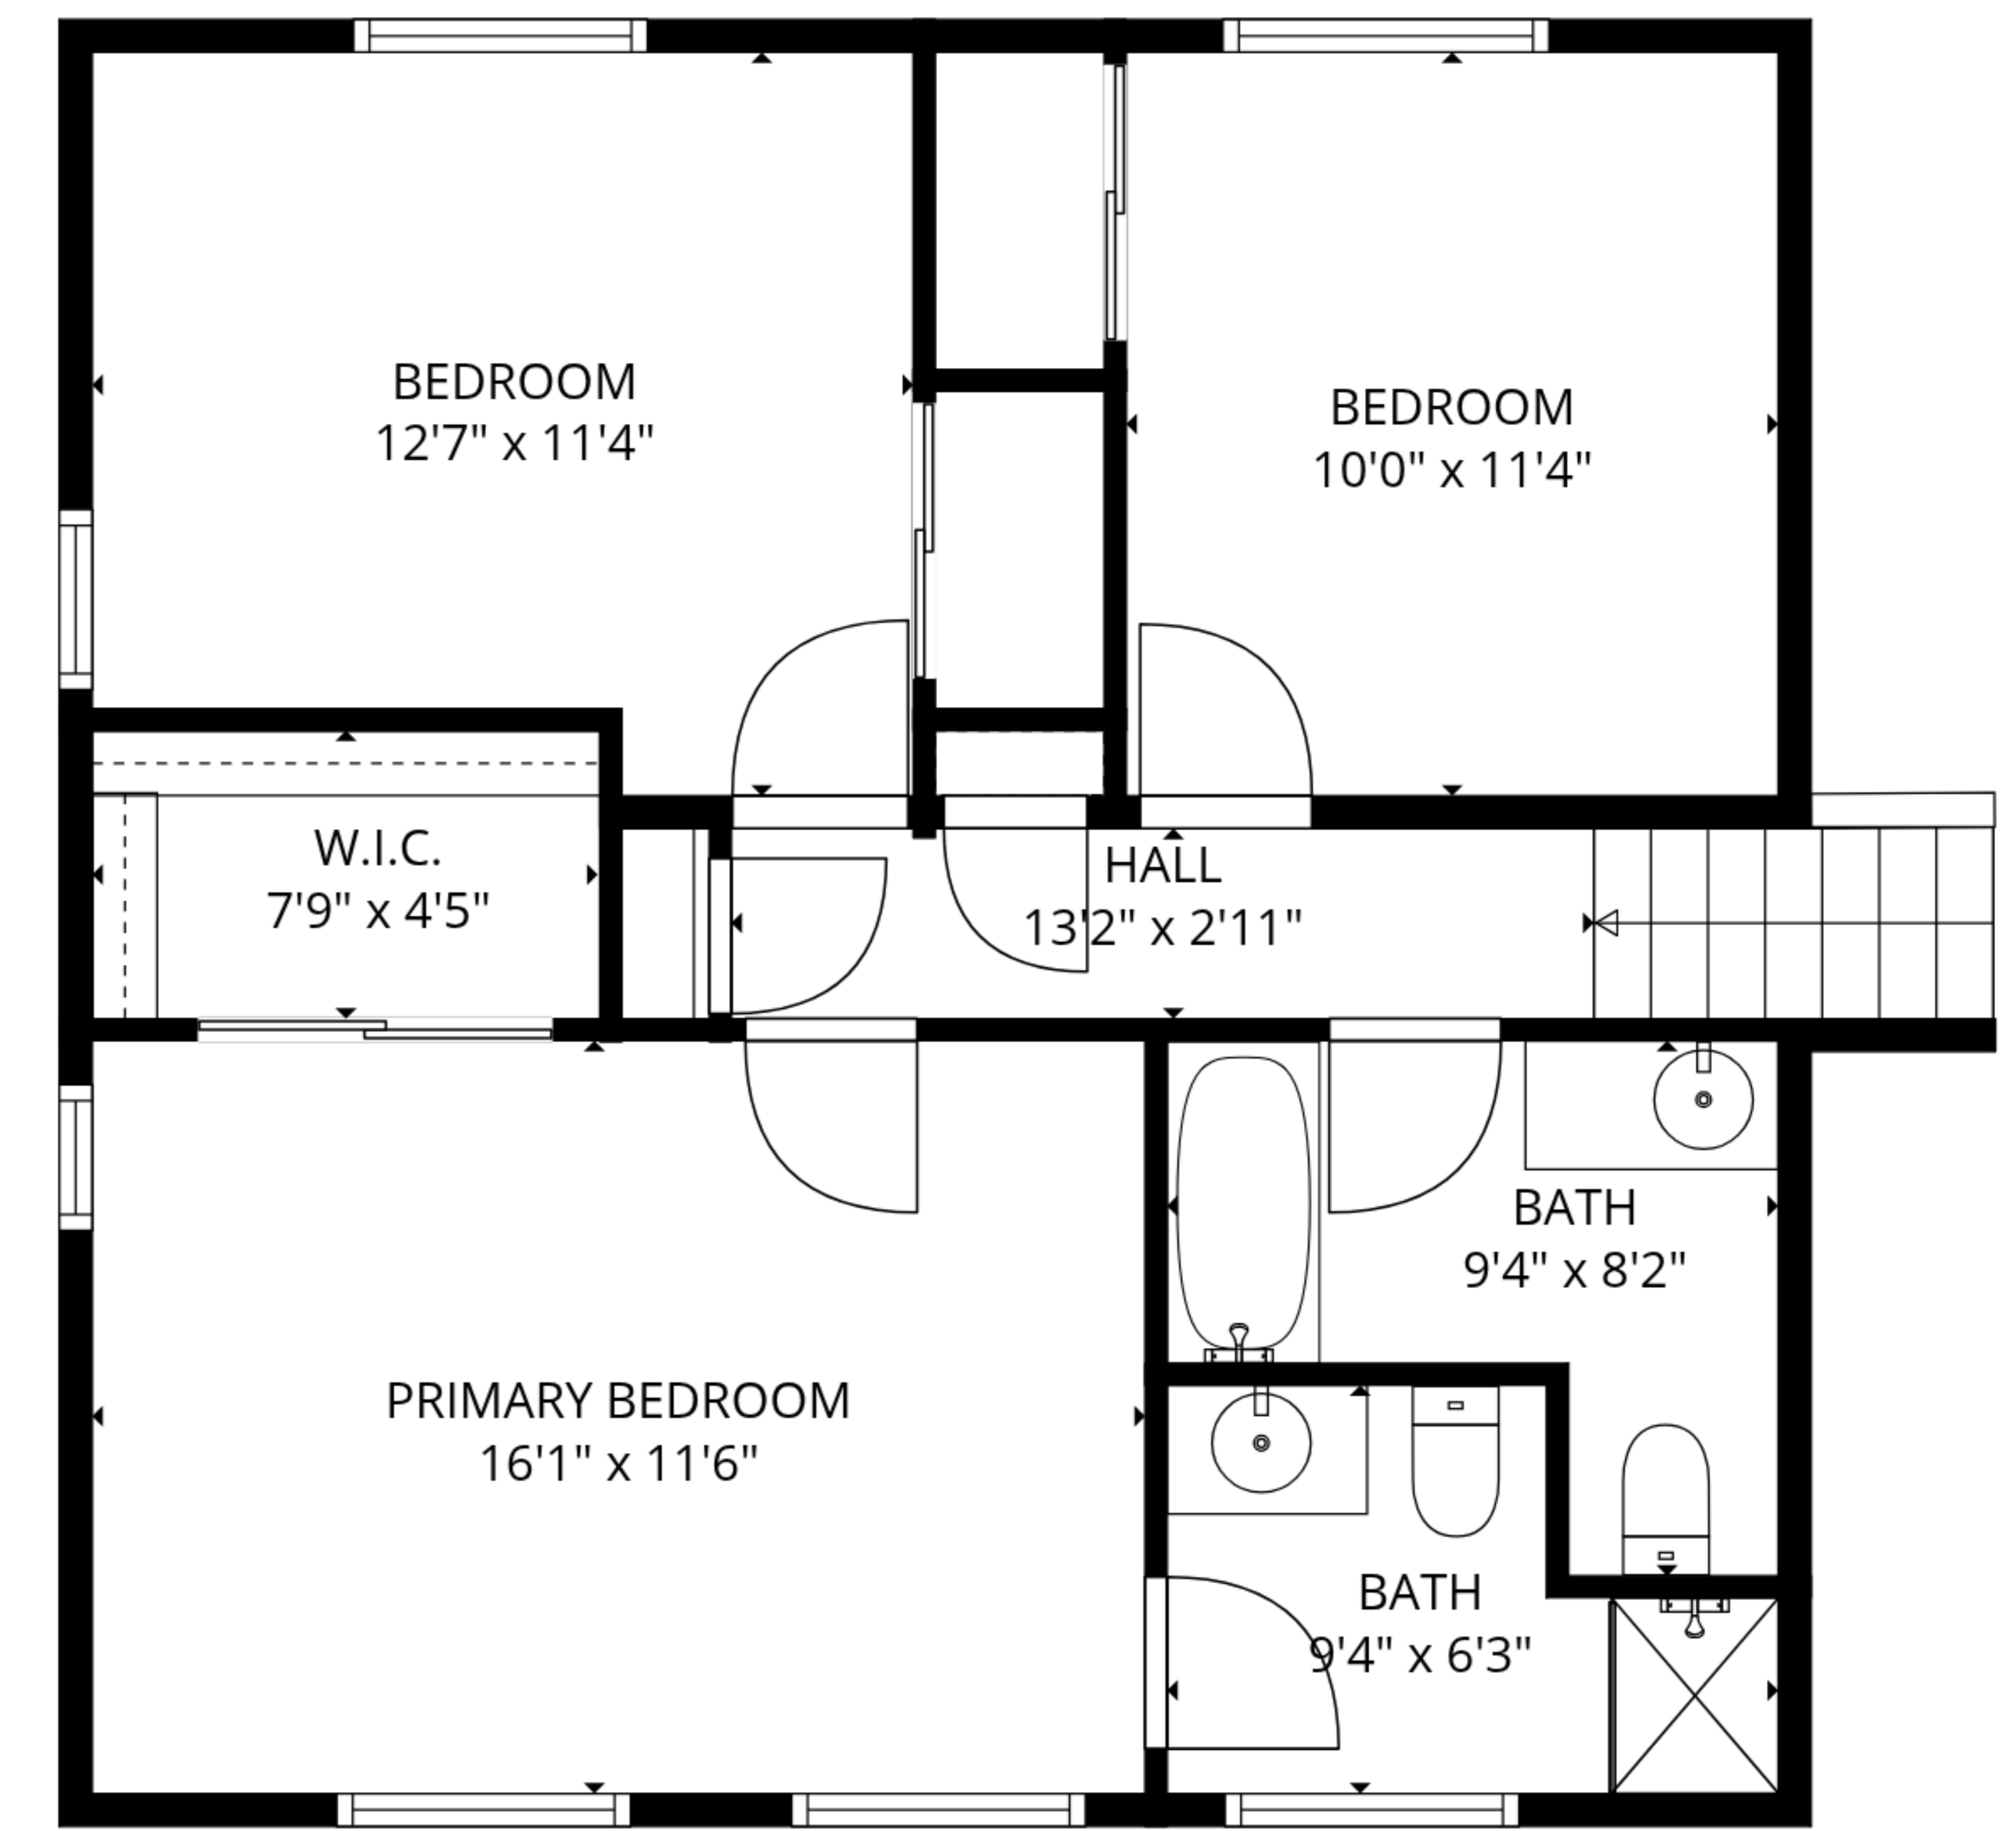 BEDROOM
12'7" x 11'4"
BEDROOM
10'0" x 11'4"
W.I.C.
7'9" x 4'5"
HALL
13'2" x 2'11"
BATH
9'4" x 8'2"
PRIMARY BEDROOM
16'1" x 11'6"
BATH
9'4" x 6'3"